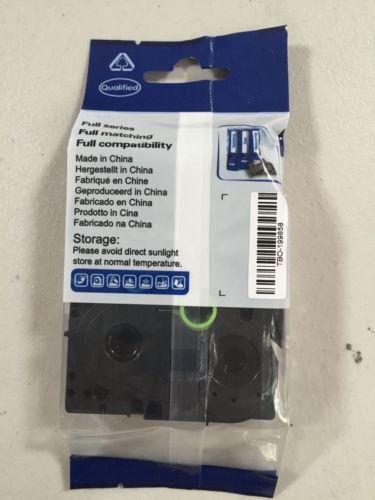 Qualified
Full series
Full matching
Full compatibility
Made in China
Hergestellt in China
Fabriqué en Chine
Geproduceerd in China
Fabricado en China
Prodotto in Cina
Fabricado na China
Storage:
Please avoid direct sunlight
store at normal temperature.
TBO-199858